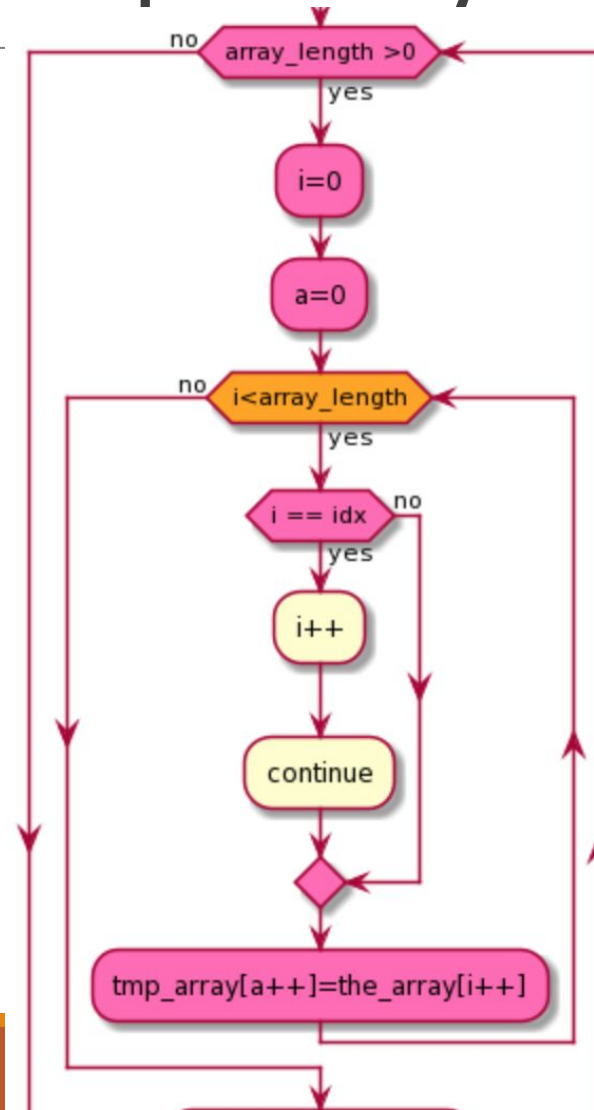 no
array_length >0
yes
i=0
a=0
no
i<array_length
yes
i == idx
no
yes
i++
continue
tmp_array[a++]=the_array[i++]